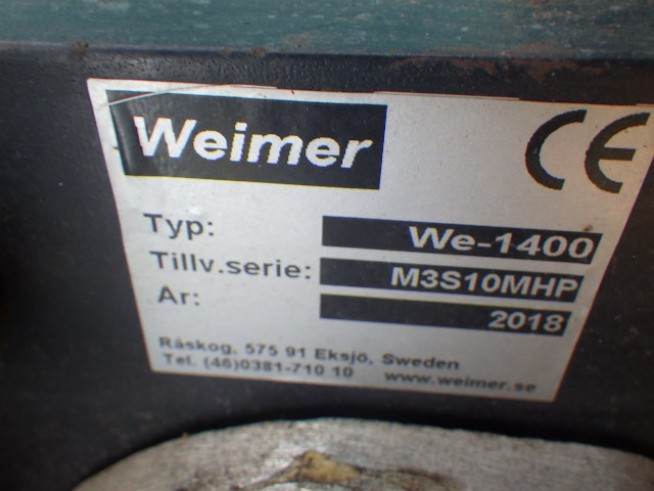 Weimer CE
Typ: We-1400
Tillv.serie: M3S10MHP
Ar: 2018
Råskog, 575 91 Eksjö, Sweden
Tel. (46)0381-710 10 www.weimer.se